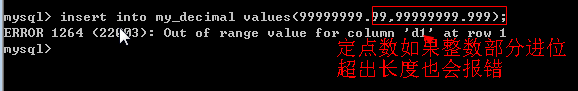 mysql> insert into my_decimal values(99999999.99,99999999.999);
ERROR 1264 (22003): Out of range value for column 'd1' at row 1
mysql>
定点数如果整数部分进位
超出长度也会报错